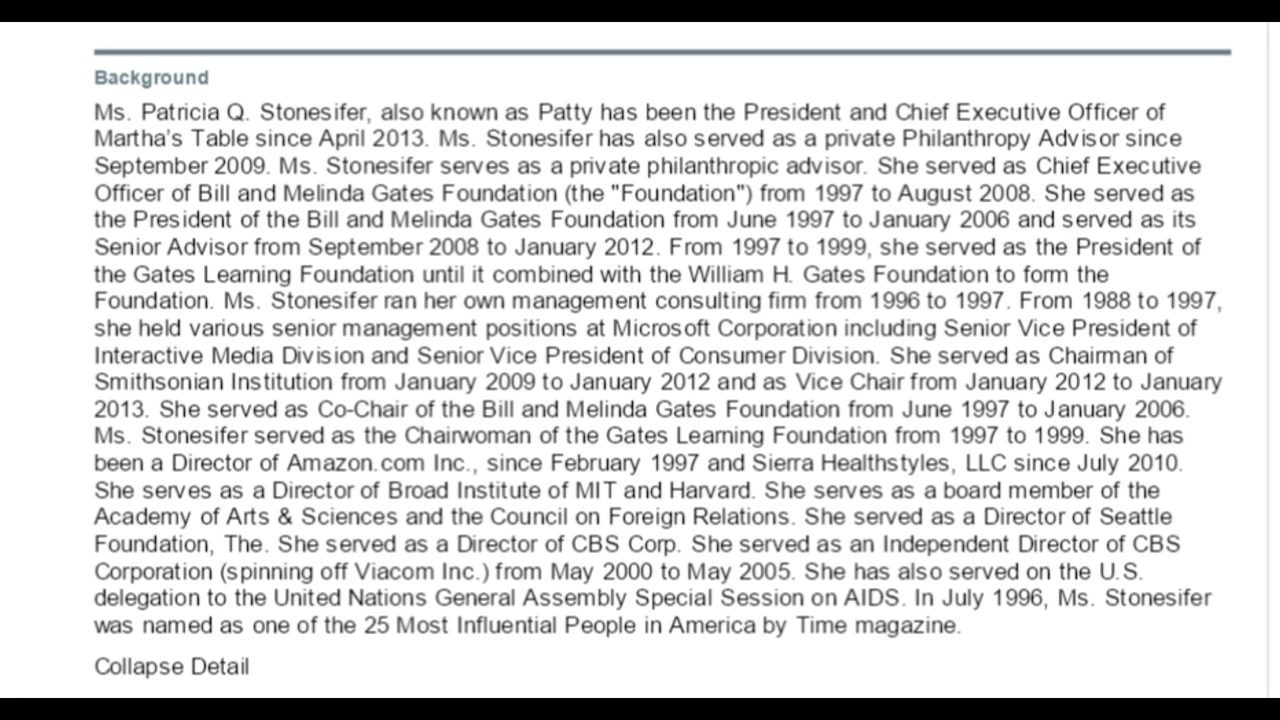 Background
Ms. Patricia Q. Stonesifer, also known as Patty has been the President and Chief Executive Officer of
Martha's Table since April 2013. Ms. Stonesifer has also served as a private Philanthropy Advisor since
September 2009. Ms. Stonesifer serves as a private philanthropic advisor. She served as Chief Executive
Officer of Bill and Melinda Gates Foundation (the "Foundation") from 1997 to August 2008. She served as
the President of the Bill and Melinda Gates Foundation from June 1997 to January 2006 and served as its
Senior Advisor from September 2008 to January 2012. From 1997 to 1999, she served as the President of
the Gates Learning Foundation until it combined with the William H. Gates Foundation to form the
Foundation. Ms. Stonesifer ran her own management consulting firm from 1996 to 1997. From 1988 to 1997,
she held various senior management positions at Microsoft Corporation including Senior Vice President of
Interactive Media Division and Senior Vice President of Consumer Division. She served as Chairman of
Smithsonian Institution from January 2009 to January 2012 and as Vice Chair from January 2012 to January
2013. She served as Co-Chair of the Bill and Melinda Gates Foundation from June 1997 to January 2006.
Ms. Stonesifer served as the Chairwoman of the Gates Learning Foundation from 1997 to 1999. She has
been a Director of Amazon.com Inc., since February 1997 and Sierra Healthstyles, LLC since July 2010.
She serves as a Director of Broad Institute of MIT and Harvard. She serves as a board member of the
Academy of Arts & Sciences and the Council on Foreign Relations. She served as a Director of Seattle
Foundation, The. She served as a Director of CBS Corp. She served as an Independent Director of CBS
Corporation (spinning off Viacom Inc.) from May 2000 to May 2005. She has also served on the U.S.
delegation to the United Nations General Assembly Special Session on AIDS. In July 1996, Ms. Stonesifer
was named as one of the 25 Most Influential People in America by Time magazine.
Collapse Detail